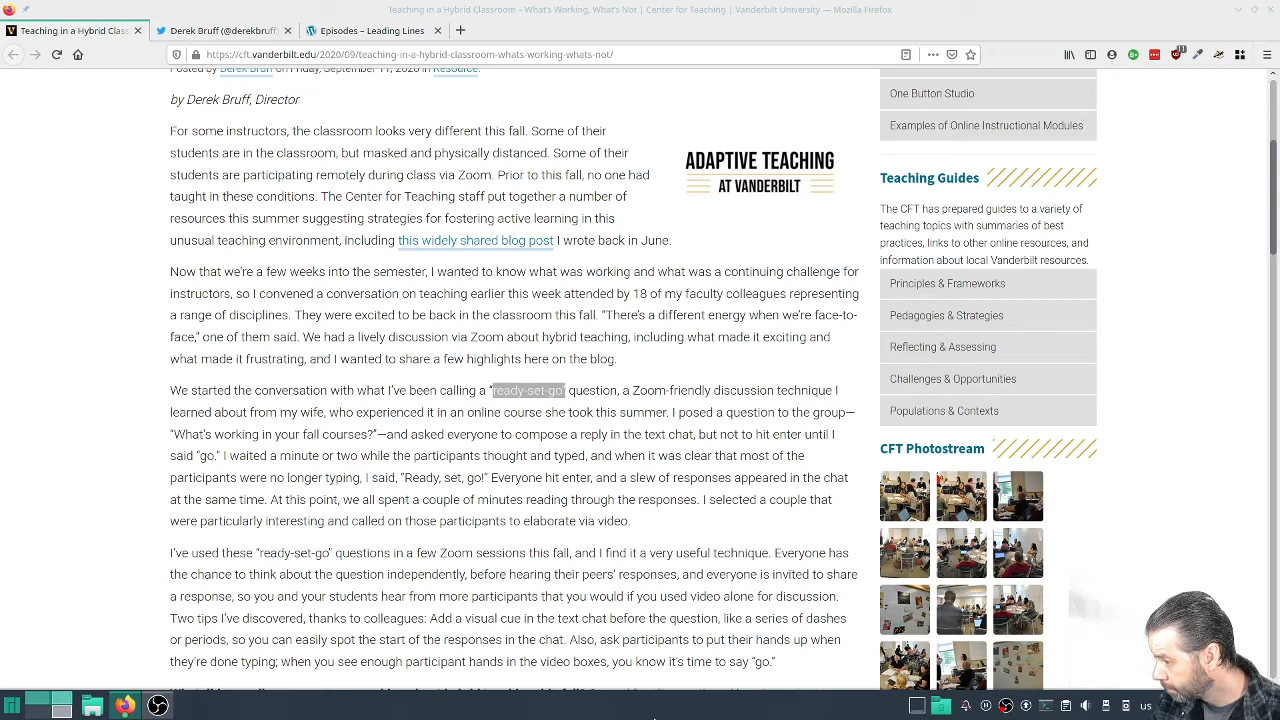 Teaching in a Hybrid Classroom – What's Working, What's Not | Center for Teaching | Vanderbilt University — Mozilla Firefox
Teaching in a Hybrid Class
Derek Bruff (@derekbruff)
Episodes – Leading Lines
https://cft.vanderbilt.edu/2020/09/teaching-in-a-hybrid-classroom-whats-working-whats-not/
Posted by Derek Bruff on Friday, September 11, 2020 in Resource.
by Derek Bruff, Director
For some instructors, the classroom looks very different this fall. Some of their
students are in the classroom, but masked and physically distanced. Some of their
students are participating remotely during class via Zoom. Prior to this fall, no one had
taught in these conditions. The Center for Teaching staff put together a number of
resources this summer suggesting strategies for fostering active learning in this
unusual teaching environment, including this widely shared blog post I wrote back in June.
ADAPTIVE TEACHING
AT VANDERBILT
Now that we're a few weeks into the semester, I wanted to know what was working and what was a continuing challenge for
instructors, so I convened a conversation on teaching earlier this week attended by 18 of my faculty colleagues representing
a range of disciplines. They were excited to be back in the classroom this fall. “There's a different energy when we're face-to-
face,” one of them said. We had a lively discussion via Zoom about hybrid teaching, including what made it exciting and
what made it frustrating, and I wanted to share a few highlights here on the blog.
We started the conversation with what I've been calling a “ready-set-go” question, a Zoom-friendly discussion technique I
learned about from my wife, who experienced it in an online course she took this summer. I posed a question to the group—
“What's working in your fall courses?”—and asked everyone to compose a reply in the text chat, but not to hit enter until I
said “go.” I waited a minute or two while the participants thought and typed, and when it was clear that most of the
participants were no longer typing, I said, “Ready, set, go!” Everyone hit enter, and a slew of responses appeared in the chat
at the same time. At this point, we all spent a couple of minutes reading through the responses. I selected a couple that
were particularly interesting and called on those participants to elaborate via video.
I've used these “ready-set-go” questions in a few Zoom sessions this fall, and I find it a very useful technique. Everyone has
the chance to think about the question independently, before hearing their peers' responses, and everyone is invited to share
a response, so you and your students hear from more participants that you would if you used video alone for discussion.
Two tips I've discovered, thanks to colleagues: Add a visual cue in the text chat before the question, like a series of dashes
or periods, so you can easily spot the start of the responses in the chat. Also, ask participants to put their hands up when
they're done typing; when you see enough participant hands in the video boxes, you know it's time to say “go.”
One Button Studio
Examples of Online Instructional Modules
Teaching Guides
The CFT has prepared guides to a variety of
teaching topics with summaries of best
practices, links to other online resources, and
information about local Vanderbilt resources.
Principles & Frameworks
Pedagogies & Strategies
Reflecting & Assessing
Challenges & Opportunities
Populations & Contexts
CFT Photostream
us